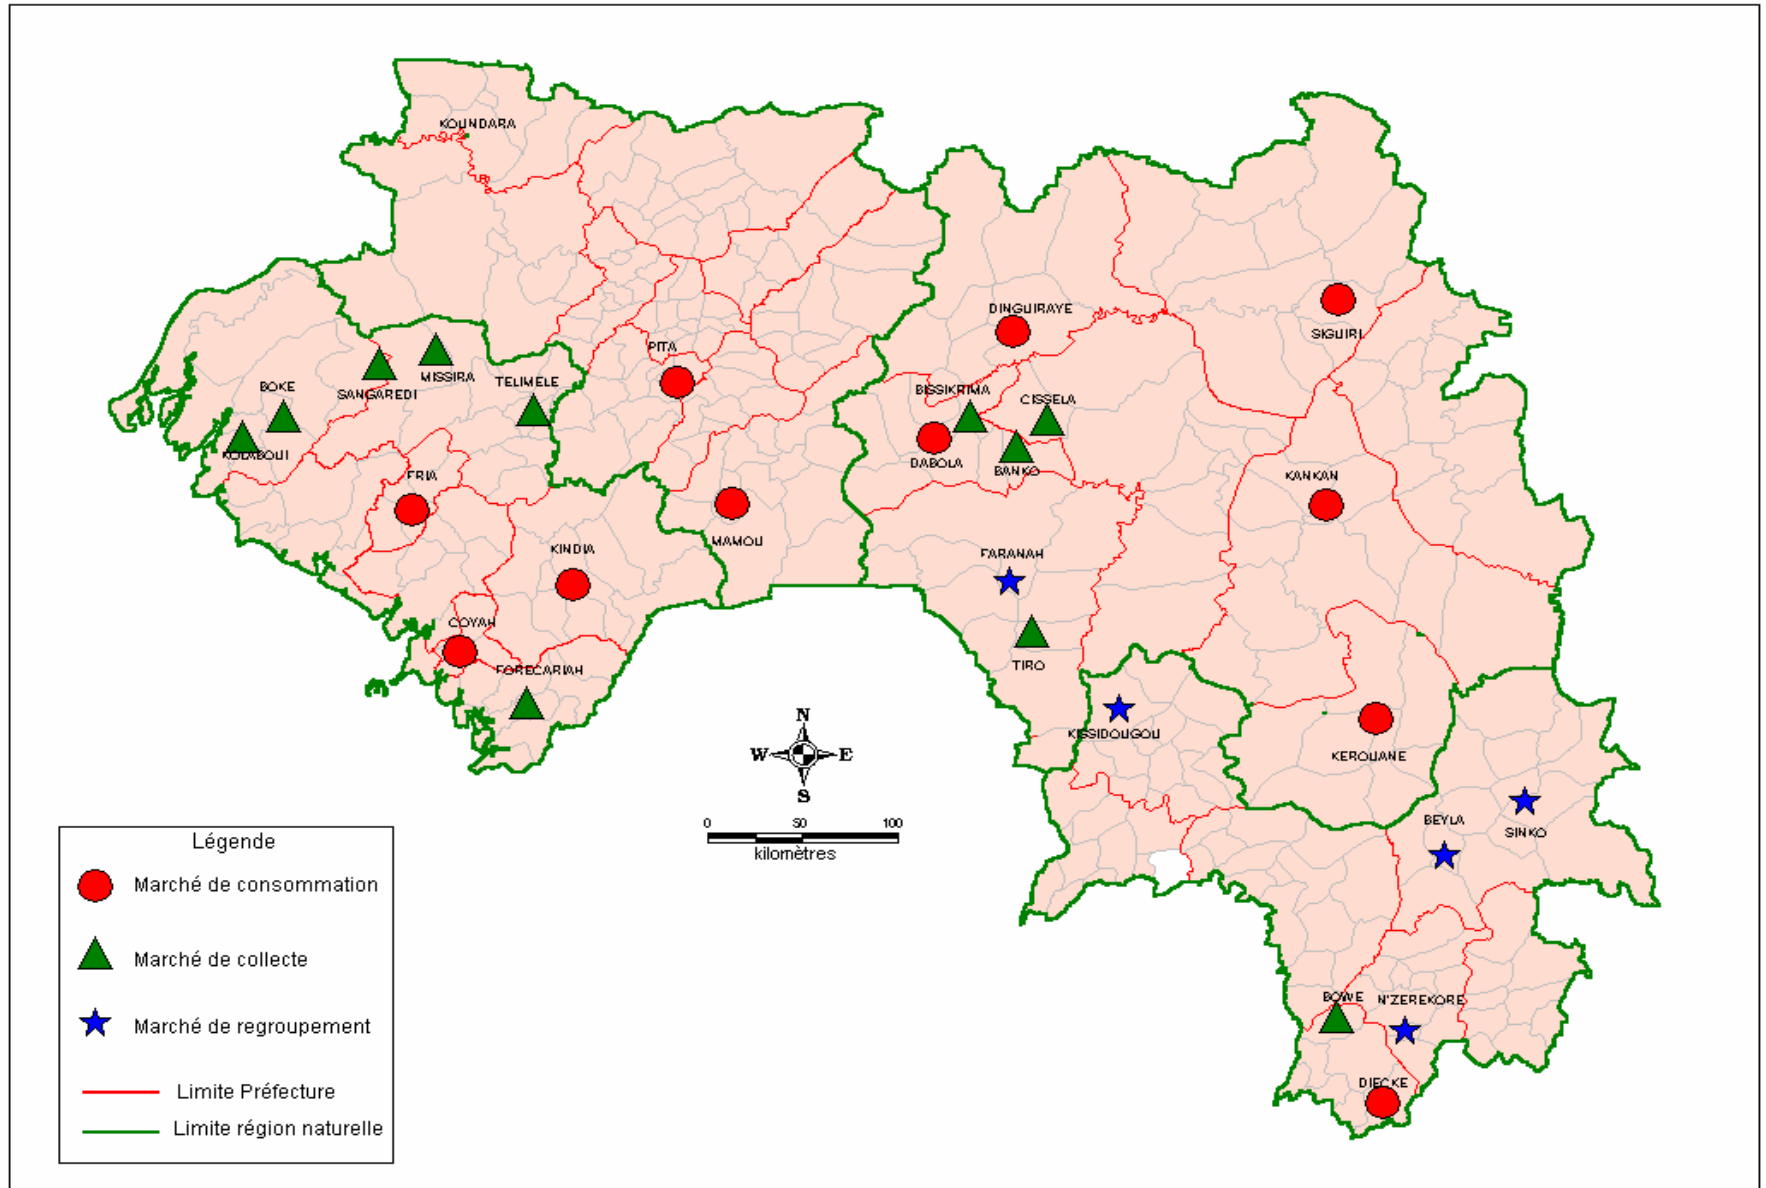 KOUNDARA
DINGUIRAYE
SIGUIRI
PITA
MISSIRA
TELIMELE
SANGAREDI
BOKE
BISSIKRIMA
CISSELA
KOLABOUI
DABOLA
BANKO
FRIA
KANKAN
MAMOU
KINDIA
FARANAH
COYAH
FORECARIAH
TIRO
KISSIDOUGOU
KEROUANE
BEYLA
SINKO
BOWE
N'ZEREKORE
DIECKE
N
W
E
S
0 50 100
kilomètres
Légende
Marché de consommation
Marché de collecte
Marché de regroupement
Limite Préfecture
Limite région naturelle